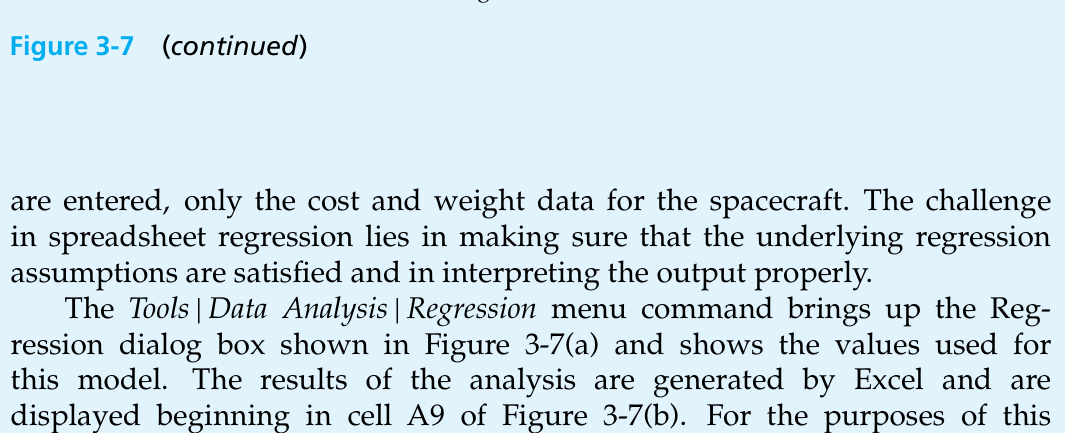 Figure 3-7 (continued)
are entered, only the cost and weight data for the spacecraft. The challenge
in spreadsheet regression lies in making sure that the underlying regression
assumptions are satisfied and in interpreting the output properly.
The Tools|Data Analysis|Regression menu command brings up the Reg-
ression dialog box shown in Figure 3-7(a) and shows the values used for
this model. The results of the analysis are generated by Excel and are
displayed beginning in cell A9 of Figure 3-7(b). For the purposes of this